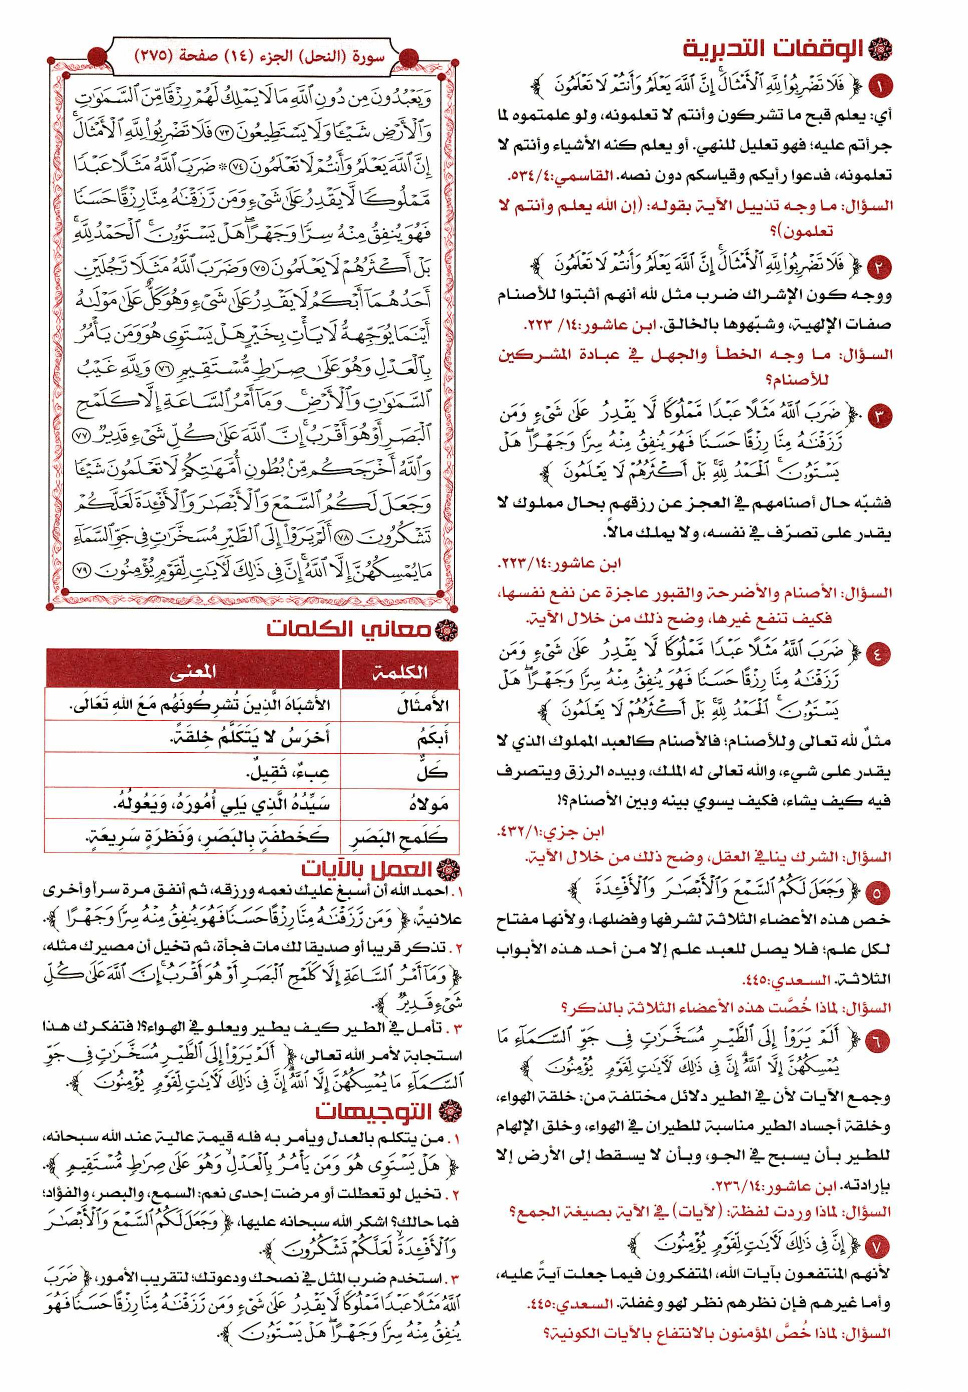 الوقفات التدبرية
١ ﴿ فَلَا تَضْرِبُوا۟ لِلَّهِ ٱلْأَمْثَالَ ۚ إِنَّ ٱللَّهَ يَعْلَمُ وَأَنتُمْ لَا تَعْلَمُونَ ﴾
أي: يعلم قبح ما تشركون وأنتم لا تعلمونه، ولو علمتموه لما
جرأتم عليه؛ فهو تعليل للنهي. أو يعلم كنه الأشياء وأنتم لا
تعلمونه، فدعوا رأيكم وقياسكم دون نصه. القاسمي:٥٣٤/٤.
السؤال: ما وجه تذييل الآية بقوله: (إن الله يعلم وأنتم لا
تعلمون)؟
٢ ﴿ فَلَا تَضْرِبُوا۟ لِلَّهِ ٱلْأَمْثَالَ ۚ إِنَّ ٱللَّهَ يَعْلَمُ وَأَنتُمْ لَا تَعْلَمُونَ ﴾
ووجه كون الإشراك ضرب مثل لله أنهم أثبتوا للأصنام
صفات الإلهية، وشبّهوها بالخالق. ابن عاشور:١٤/ ٢٢٣.
السؤال: ما وجه الخطأ والجهل في عبادة المشركين
للأصنام؟
٣ ﴿ ضَرَبَ ٱللَّهُ مَثَلًا عَبْدًا مَّمْلُوكًا لَّا يَقْدِرُ عَلَىٰ شَىْءٍ وَمَن
رَّزَقْنَٰهُ مِنَّا رِزْقًا حَسَنًا فَهُوَ يُنفِقُ مِنْهُ سِرًّا وَجَهْرًا ۖ هَلْ
يَسْتَوُۥنَ ۚ ٱلْحَمْدُ لِلَّهِ ۚ بَلْ أَكْثَرُهُمْ لَا يَعْلَمُونَ ﴾
فشبّه حال أصنامهم في العجز عن رزقهم بحال مملوك لا
يقدر على تصرّف في نفسه، ولا يملك مالاً.
ابن عاشور:٢٢٣/١٤.
السؤال: الأصنام والأضرحة والقبور عاجزة عن نفع نفسها،
فكيف تنفع غيرها، وضح ذلك من خلال الآية.
٤ ﴿ ضَرَبَ ٱللَّهُ مَثَلًا عَبْدًا مَّمْلُوكًا لَّا يَقْدِرُ عَلَىٰ شَىْءٍ وَمَن
رَّزَقْنَٰهُ مِنَّا رِزْقًا حَسَنًا فَهُوَ يُنفِقُ مِنْهُ سِرًّا وَجَهْرًا ۖ هَلْ
يَسْتَوُۥنَ ۚ ٱلْحَمْدُ لِلَّهِ ۚ بَلْ أَكْثَرُهُمْ لَا يَعْلَمُونَ ﴾
مثلٌ لله تعالى وللأصنام؛ فالأصنام كالعبد المملوك الذي لا
يقدر على شيء، والله تعالى له الملك، وبيده الرزق ويتصرف
فيه كيف يشاء، فكيف يسوي بينه وبين الأصنام؟!
ابن جزي:٤٣٢/١.
السؤال: الشرك ينافي العقل، وضح ذلك من خلال الآية.
٥ ﴿ وَجَعَلَ لَكُمُ ٱلسَّمْعَ وَٱلْأَبْصَٰرَ وَٱلْأَفْـِٔدَةَ ﴾
خص هذه الأعضاء الثلاثة لشرفها وفضلها، ولأنها مفتاح
لكل علم؛ فلا يصل للعبد علم إلا من أحد هذه الأبواب
الثلاثة. السعدي:٤٤٥.
السؤال: لماذا خُصَّت هذه الأعضاء الثلاثة بالذكر؟
٦ ﴿ أَلَمْ يَرَوْا۟ إِلَى ٱلطَّيْرِ مُسَخَّرَٰتٍ فِى جَوِّ ٱلسَّمَآءِ مَا
يُمْسِكُهُنَّ إِلَّا ٱللَّهُ ۗ إِنَّ فِى ذَٰلِكَ لَءَايَٰتٍ لِّقَوْمٍ يُؤْمِنُونَ ﴾
وجمع الآيات لأن في الطير دلائل مختلفة من: خلقة الهواء،
وخلقة أجساد الطير مناسبة للطيران في الهواء، وخلق الإلهام
للطير بأن يسبح في الجو، وبأن لا يسقط إلى الأرض إلا
بإرادته. ابن عاشور:٢٣٦/١٤.
السؤال: لماذا وردت لفظة: (لآيات) في الآية بصيغة الجمع؟
٧ ﴿ إِنَّ فِى ذَٰلِكَ لَءَايَٰتٍ لِّقَوْمٍ يُؤْمِنُونَ ﴾
لأنهم المنتفعون بآيات الله، المتفكرون فيما جعلت آيةً عليه،
وأما غيرهم فإن نظرهم نظر لهو وغفلة. السعدي:٤٤٥.
السؤال: لماذا خُصَّ المؤمنون بالانتفاع بالآيات الكونية؟
سورة (النحل) الجزء (١٤) صفحة (٢٧٥)
وَيَعْبُدُونَ مِن دُونِ ٱللَّهِ مَا لَا يَمْلِكُ لَهُمْ رِزْقًا مِّنَ ٱلسَّمَٰوَٰتِ
وَٱلْأَرْضِ شَيْـًٔا وَلَا يَسْتَطِيعُونَ ٧٣ فَلَا تَضْرِبُوا۟ لِلَّهِ ٱلْأَمْثَالَ ۚ
إِنَّ ٱللَّهَ يَعْلَمُ وَأَنتُمْ لَا تَعْلَمُونَ ٧٤ ۞ ضَرَبَ ٱللَّهُ مَثَلًا عَبْدًا
مَّمْلُوكًا لَّا يَقْدِرُ عَلَىٰ شَىْءٍ وَمَن رَّزَقْنَٰهُ مِنَّا رِزْقًا حَسَنًا
فَهُوَ يُنفِقُ مِنْهُ سِرًّا وَجَهْرًا ۖ هَلْ يَسْتَوُۥنَ ۚ ٱلْحَمْدُ لِلَّهِ ۚ
بَلْ أَكْثَرُهُمْ لَا يَعْلَمُونَ ٧٥ وَضَرَبَ ٱللَّهُ مَثَلًا رَّجُلَيْنِ
أَحَدُهُمَآ أَبْكَمُ لَا يَقْدِرُ عَلَىٰ شَىْءٍ وَهُوَ كَلٌّ عَلَىٰ مَوْلَىٰهُ
أَيْنَمَا يُوَجِّههُّ لَا يَأْتِ بِخَيْرٍ ۖ هَلْ يَسْتَوِى هُوَ وَمَن يَأْمُرُ
بِٱلْعَدْلِ ۙ وَهُوَ عَلَىٰ صِرَٰطٍ مُّسْتَقِيمٍ ٧٦ وَلِلَّهِ غَيْبُ
ٱلسَّمَٰوَٰتِ وَٱلْأَرْضِ ۚ وَمَآ أَمْرُ ٱلسَّاعَةِ إِلَّا كَلَمْحِ
ٱلْبَصَرِ أَوْ هُوَ أَقْرَبُ ۚ إِنَّ ٱللَّهَ عَلَىٰ كُلِّ شَىْءٍ قَدِيرٌ ٧٧
وَٱللَّهُ أَخْرَجَكُم مِّنۢ بُطُونِ أُمَّهَٰتِكُمْ لَا تَعْلَمُونَ شَيْـًٔا
وَجَعَلَ لَكُمُ ٱلسَّمْعَ وَٱلْأَبْصَٰرَ وَٱلْأَفْـِٔدَةَ ۙ لَعَلَّكُمْ
تَشْكُرُونَ ٧٨ أَلَمْ يَرَوْا۟ إِلَى ٱلطَّيْرِ مُسَخَّرَٰتٍ فِى جَوِّ ٱلسَّمَآءِ
مَا يُمْسِكُهُنَّ إِلَّا ٱللَّهُ ۗ إِنَّ فِى ذَٰلِكَ لَءَايَٰتٍ لِّقَوْمٍ يُؤْمِنُونَ ٧٩
معاني الكلمات
الكلمة المعنى
الأَمثَالَ الأَشبَاهَ الَّذِينَ تُشرِكُونَهُم مَعَ اللهِ تَعَالَى.
أَبكَمُ أَخرَسُ لا يَتَكَلَّمُ خِلقَةً.
كَلٌّ عِبءٌ، ثَقِيلٌ.
مَولاهُ سَيِّدُهُ الَّذِي يَلِي أُمُورَهُ، وَيَعُولُهُ.
كَلَمحِ البَصَرِ كَخَطفَةٍ بِالبَصَرِ، وَنَظرَةٍ سَرِيعَةٍ.
العمل بالآيات
١. احمد الله أن أسبغ عليك نعمه ورزقه، ثم أنفق مرة سراً وأخرى
علانيةً، ﴿ وَمَن رَّزَقْنَٰهُ مِنَّا رِزْقًا حَسَنًا فَهُوَ يُنفِقُ مِنْهُ سِرًّا وَجَهْرًا ﴾.
٢. تذكر قريبا أو صديقا لك مات فجأة، ثم تخيل أن مصيرك مثله،
﴿ وَمَآ أَمْرُ ٱلسَّاعَةِ إِلَّا كَلَمْحِ ٱلْبَصَرِ أَوْ هُوَ أَقْرَبُ ۚ إِنَّ ٱللَّهَ عَلَىٰ كُلِّ
شَىْءٍ قَدِيرٌ ﴾.
٣. تأمل في الطير كيف يطير ويعلو في الهواء؟! فتفكرك هذا
استجابة لأمر الله تعالى، ﴿ أَلَمْ يَرَوْا۟ إِلَى ٱلطَّيْرِ مُسَخَّرَٰتٍ فِى جَوِّ
ٱلسَّمَآءِ مَا يُمْسِكُهُنَّ إِلَّا ٱللَّهُ ۗ إِنَّ فِى ذَٰلِكَ لَءَايَٰتٍ لِّقَوْمٍ يُؤْمِنُونَ ﴾.
التوجيهات
١. من يتكلم بالعدل ويأمر به فله قيمة عالية عند الله سبحانه،
﴿ هَلْ يَسْتَوِى هُوَ وَمَن يَأْمُرُ بِٱلْعَدْلِ ۙ وَهُوَ عَلَىٰ صِرَٰطٍ مُّسْتَقِيمٍ ﴾.
٢. تخيل لو تعطلت أو مرضت إحدى نعم: السمع، والبصر، والفؤاد؛
فما حالك؟ اشكر الله سبحانه عليها، ﴿ وَجَعَلَ لَكُمُ ٱلسَّمْعَ وَٱلْأَبْصَٰرَ
وَٱلْأَفْـِٔدَةَ ۙ لَعَلَّكُمْ تَشْكُرُونَ ﴾.
٣. استخدم ضرب المثل في نصحك ودعوتك؛ لتقريب الأمور، ﴿ ضَرَبَ
ٱللَّهُ مَثَلًا عَبْدًا مَّمْلُوكًا لَّا يَقْدِرُ عَلَىٰ شَىْءٍ وَمَن رَّزَقْنَٰهُ مِنَّا رِزْقًا حَسَنًا فَهُوَ
يُنفِقُ مِنْهُ سِرًّا وَجَهْرًا ۖ هَلْ يَسْتَوُۥنَ ﴾.